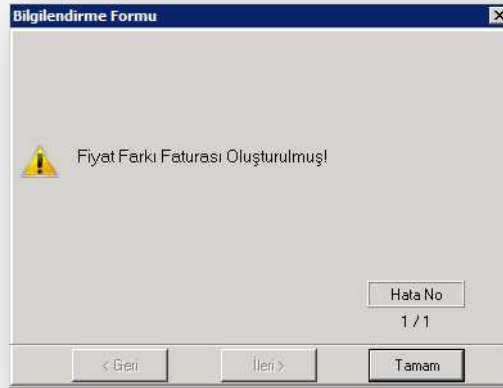 Bilgilendirme Formu
Fiyat Farkı Faturası Oluşturulmuş!
Hata No
1 / 1
< Geri
İleri >
Tamam